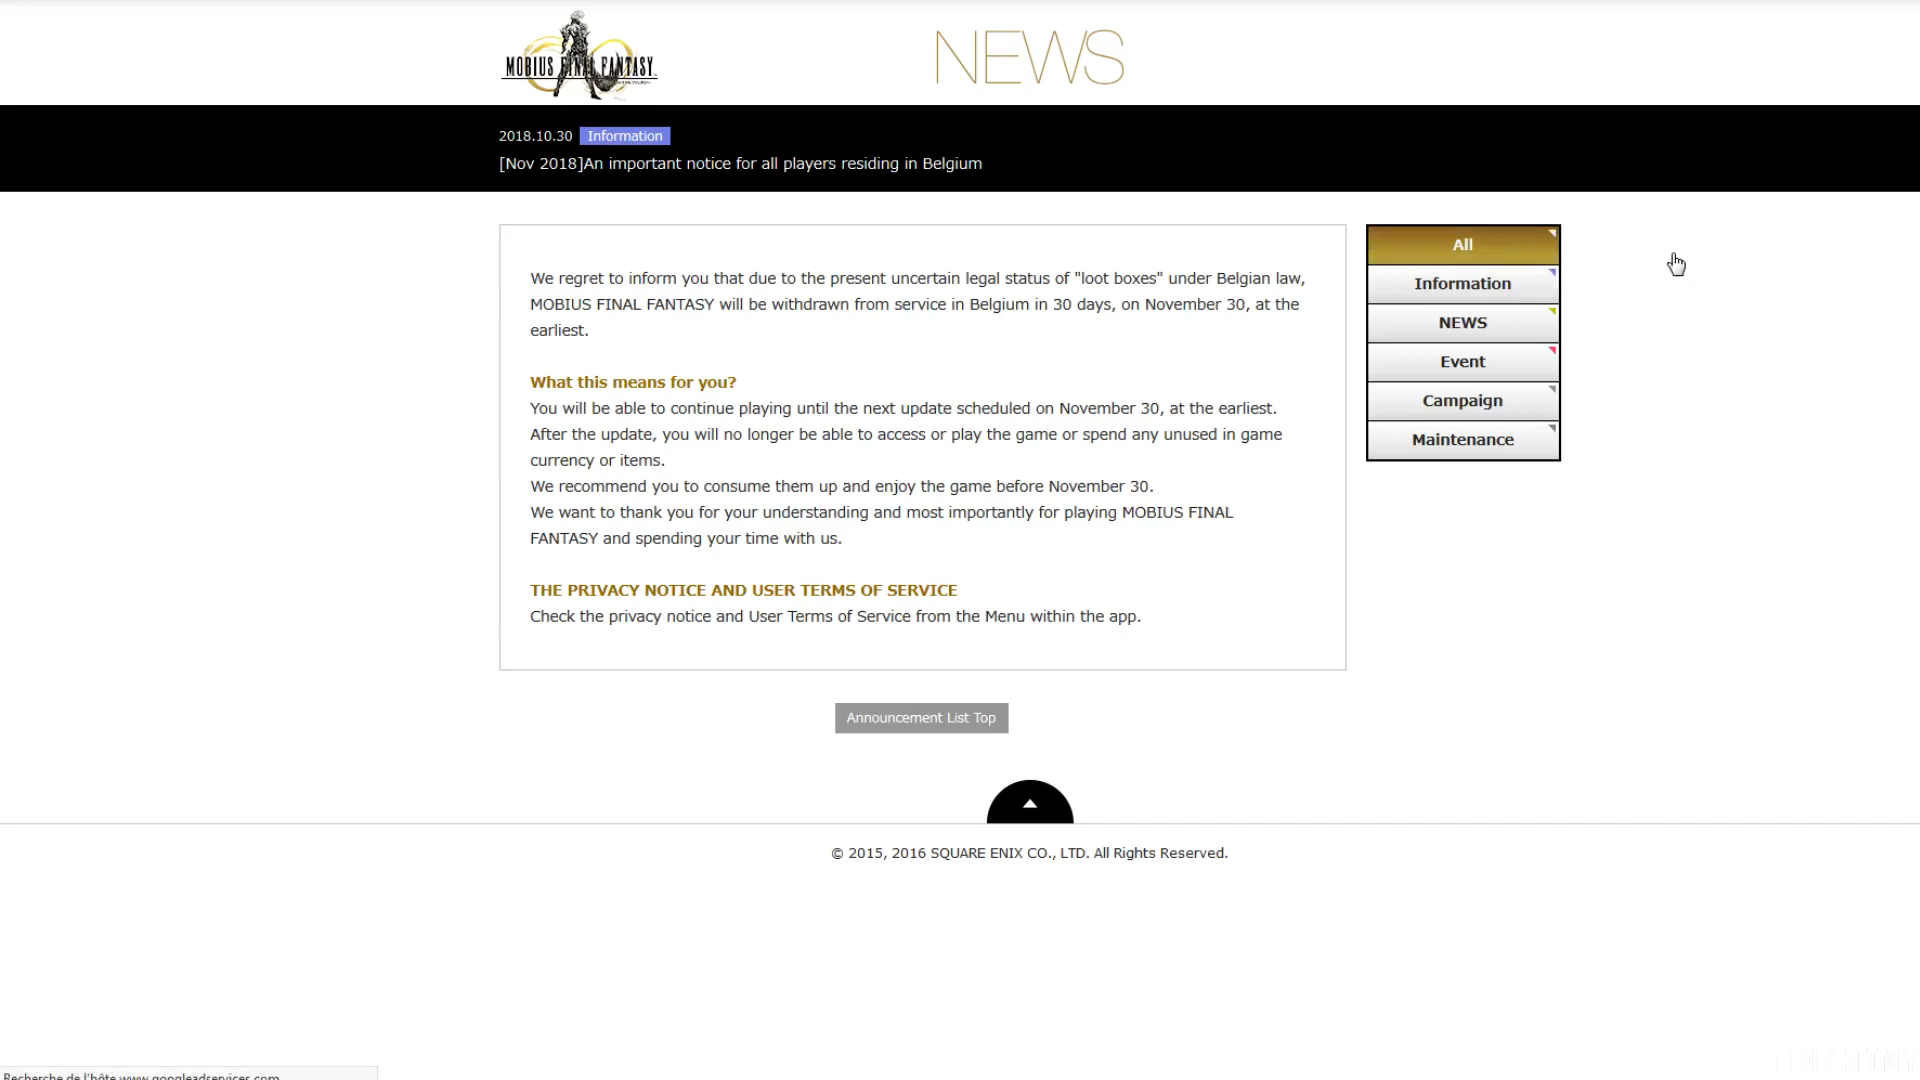 MOBIUS FINAL FANTASY
NEWS
2018.10.30 Information
[Nov 2018]An important notice for all players residing in Belgium
We regret to inform you that due to the present uncertain legal status of "loot boxes" under Belgian law,
MOBIUS FINAL FANTASY will be withdrawn from service in Belgium in 30 days, on November 30, at the
earliest.
What this means for you?
You will be able to continue playing until the next update scheduled on November 30, at the earliest.
After the update, you will no longer be able to access or play the game or spend any unused in game
currency or items.
We recommend you to consume them up and enjoy the game before November 30.
We want to thank you for your understanding and most importantly for playing MOBIUS FINAL
FANTASY and spending your time with us.
THE PRIVACY NOTICE AND USER TERMS OF SERVICE
Check the privacy notice and User Terms of Service from the Menu within the app.
All
Information
NEWS
Event
Campaign
Maintenance
Announcement List Top
© 2015, 2016 SQUARE ENIX CO., LTD. All Rights Reserved.
Recherche de l'hôte www.googleadservices.com